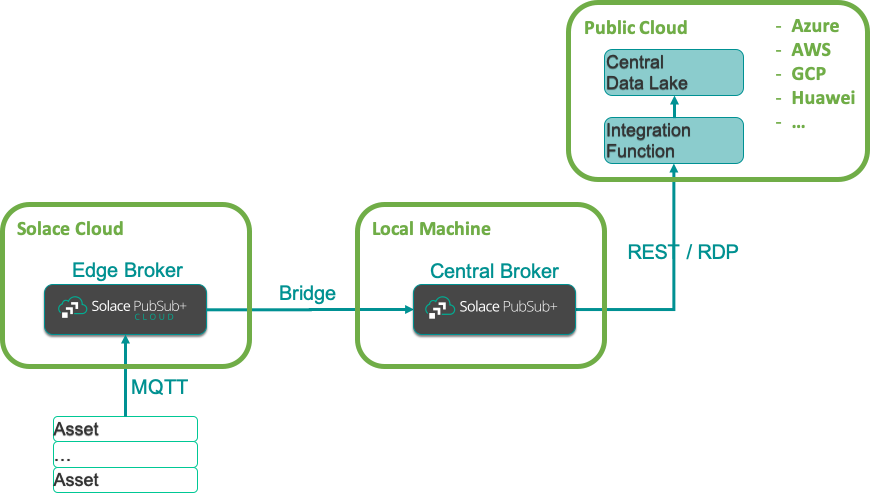 Public Cloud
- Azure
- AWS
- GCP
- Huawei
- ...
Central
Data Lake
Integration
Function
Solace Cloud
Edge Broker
Solace PubSub+
CLOUD
Bridge
Local Machine
Central Broker
Solace PubSub+
REST / RDP
MQTT
Asset
...
Asset